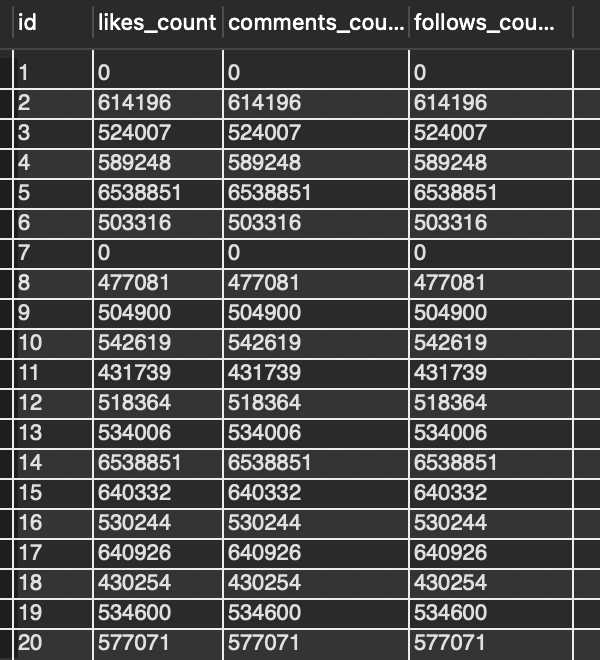 id likes_count comments_cou... follows_cou...
1 0 0 0
2 614196 614196 614196
3 524007 524007 524007
4 589248 589248 589248
5 6538851 6538851 6538851
6 503316 503316 503316
7 0 0 0
8 477081 477081 477081
9 504900 504900 504900
10 542619 542619 542619
11 431739 431739 431739
12 518364 518364 518364
13 534006 534006 534006
14 6538851 6538851 6538851
15 640332 640332 640332
16 530244 530244 530244
17 640926 640926 640926
18 430254 430254 430254
19 534600 534600 534600
20 577071 577071 577071